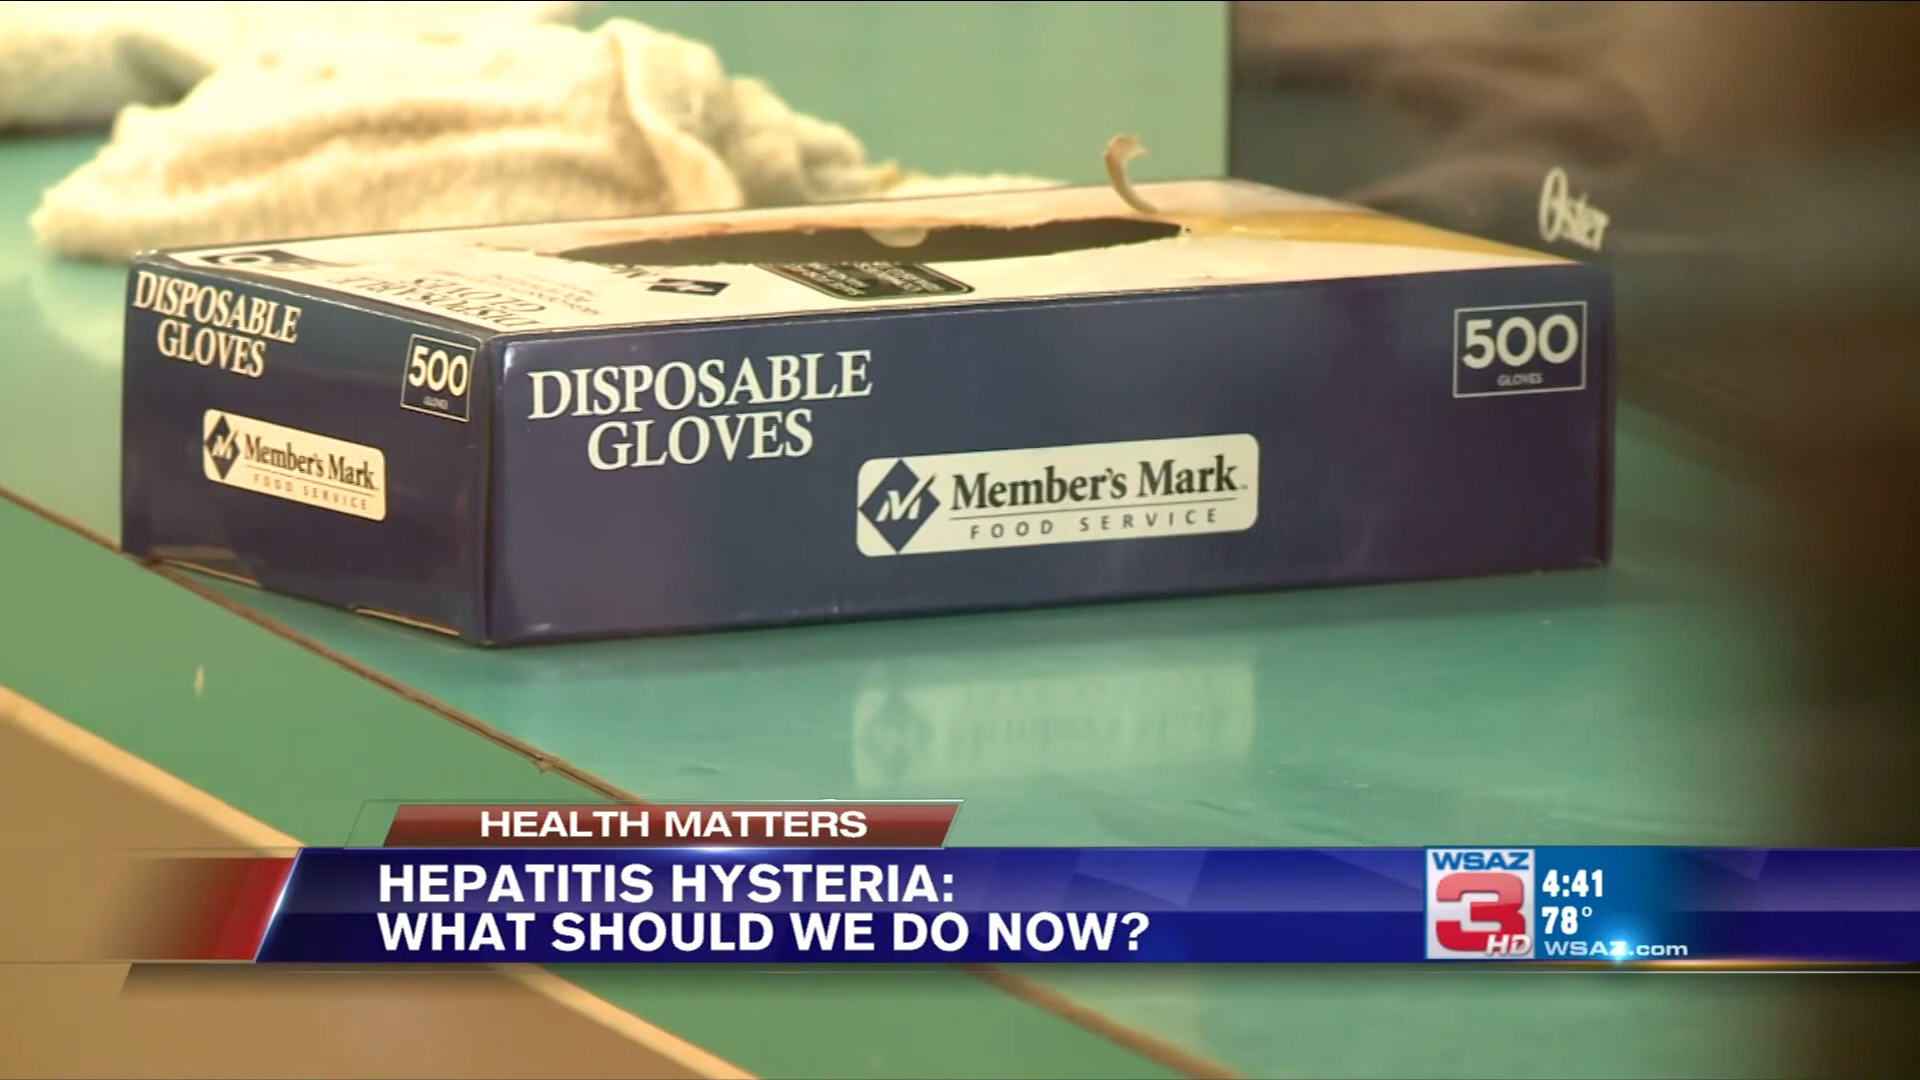 Oster
DISPOSABLE
GLOVES
500
GLOVES
Member's Mark
FOOD SERVICE
DISPOSABLE
GLOVES
500
GLOVES
Member's Mark
FOOD SERVICE
HEALTH MATTERS
HEPATITIS HYSTERIA:
WHAT SHOULD WE DO NOW?
WSAZ
3
HD
4:41
78°
WSAZ.com